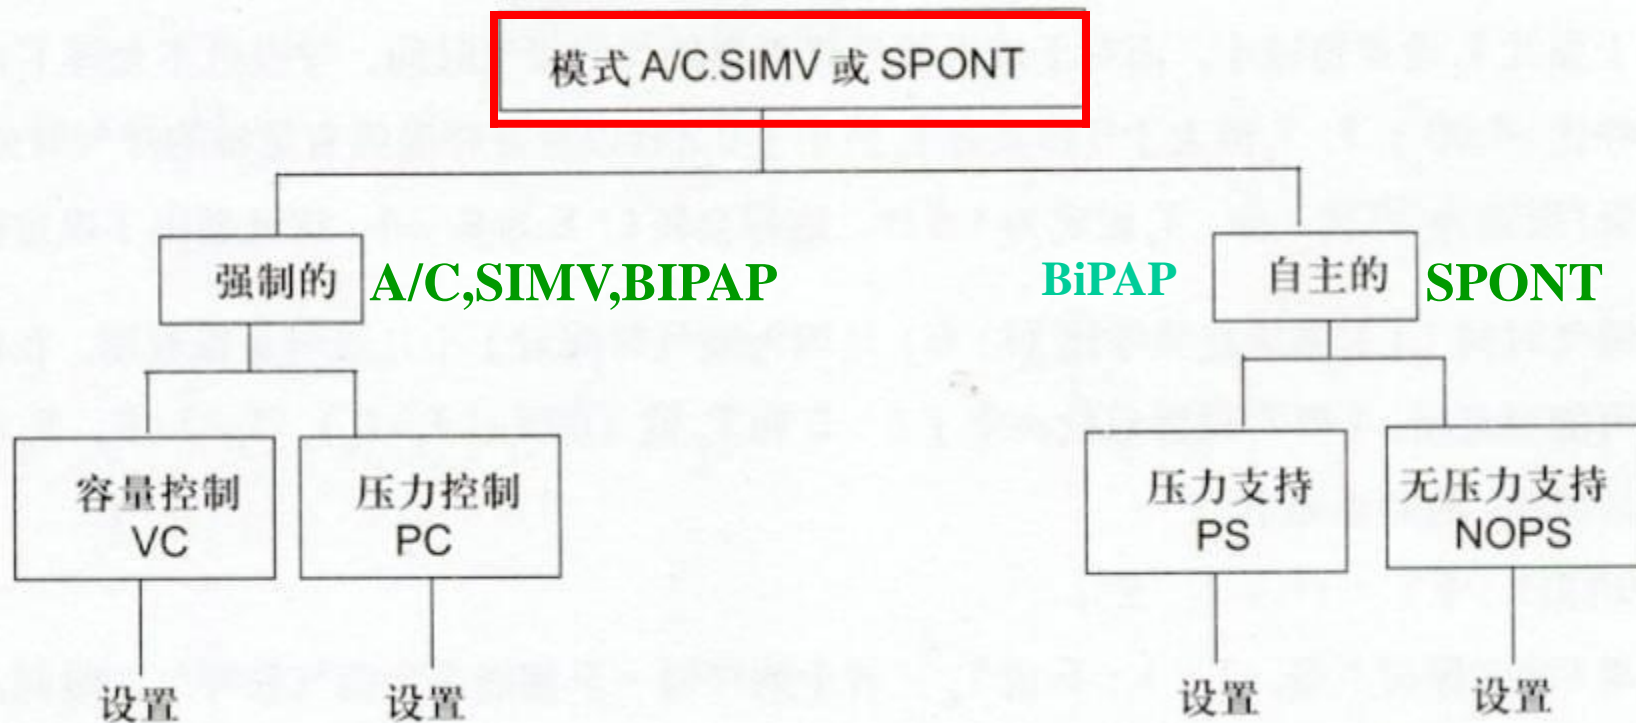 模式 A/C.SIMV 或 SPONT
强制的 A/C,SIMV,BIPAP
BiPAP 自主的 SPONT
容量控制
VC
压力控制
PC
压力支持
PS
无压力支持
NOPS
设置
设置
设置
设置